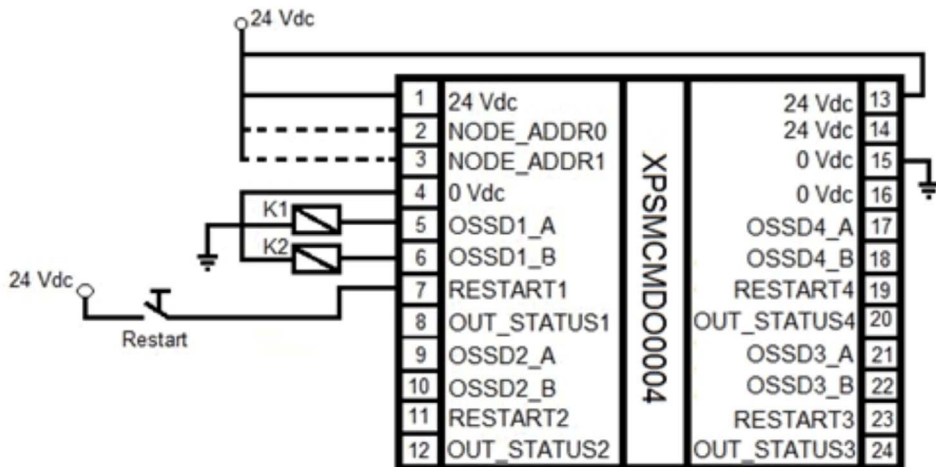 24 Vdc
1 24 Vdc
2 NODE_ADDR0
3 NODE_ADDR1
4 0 Vdc
K1
5 OSSD1_A
K2
6 OSSD1_B
24 Vdc
7 RESTART1
Restart
8 OUT_STATUS1
9 OSSD2_A
10 OSSD2_B
11 RESTART2
12 OUT_STATUS2
XPSMCMDO0004
24 Vdc 13
24 Vdc 14
0 Vdc 15
0 Vdc 16
OSSD4_A 17
OSSD4_B 18
RESTART4 19
OUT_STATUS4 20
OSSD3_A 21
OSSD3_B 22
RESTART3 23
OUT_STATUS3 24